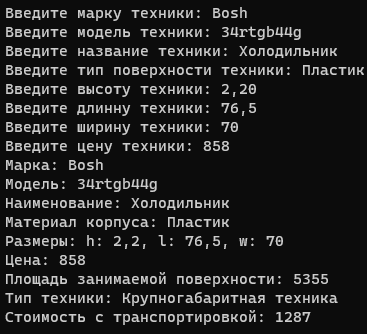 Введите марку техники: Bosh
Введите модель техники: 34rtgb44g
Введите название техники: Холодильник
Введите тип поверхности техники: Пластик
Введите высоту техники: 2,20
Введите длинну техники: 76,5
Введите ширину техники: 70
Введите цену техники: 858
Марка: Bosh
Модель: 34rtgb44g
Наименование: Холодильник
Материал корпуса: Пластик
Размеры: h: 2,2, l: 76,5, w: 70
Цена: 858
Площадь занимаемой поверхности: 5355
Тип техники: Крупногабаритная техника
Стоимость с транспортировкой: 1287